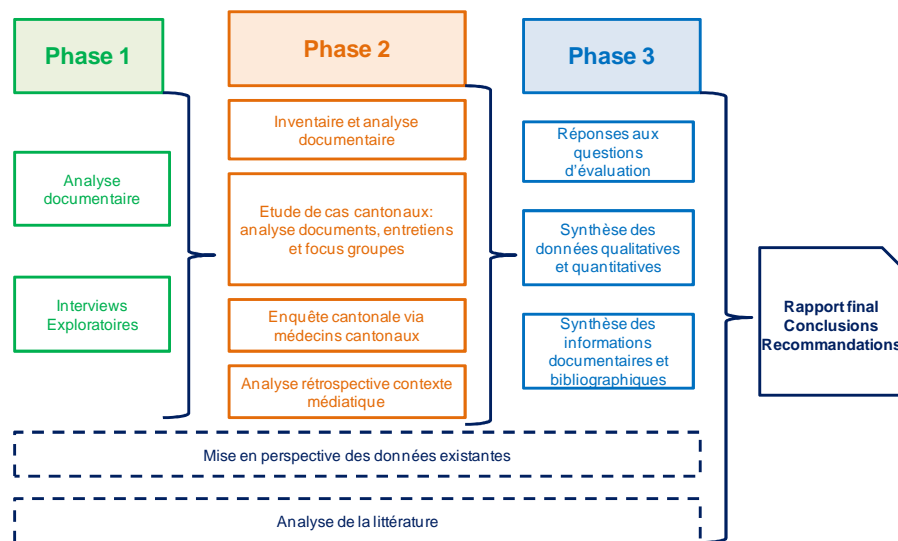 Phase 1
Analyse
documentaire
Interviews
Exploratoires
Phase 2
Inventaire et analyse
documentaire
Etude de cas cantonaux:
analyse documents, entretiens
et focus groupes
Enquête cantonale via
médecins cantonaux
Analyse rétrospective contexte
médiatique
Phase 3
Réponses aux
questions
d'évaluation
Synthèse des
données qualitatives
et quantitatives
Synthèse des
informations
documentaires et
bibliographiques
Rapport final
Conclusions
Recommandations
Mise en perspective des données existantes
Analyse de la littérature